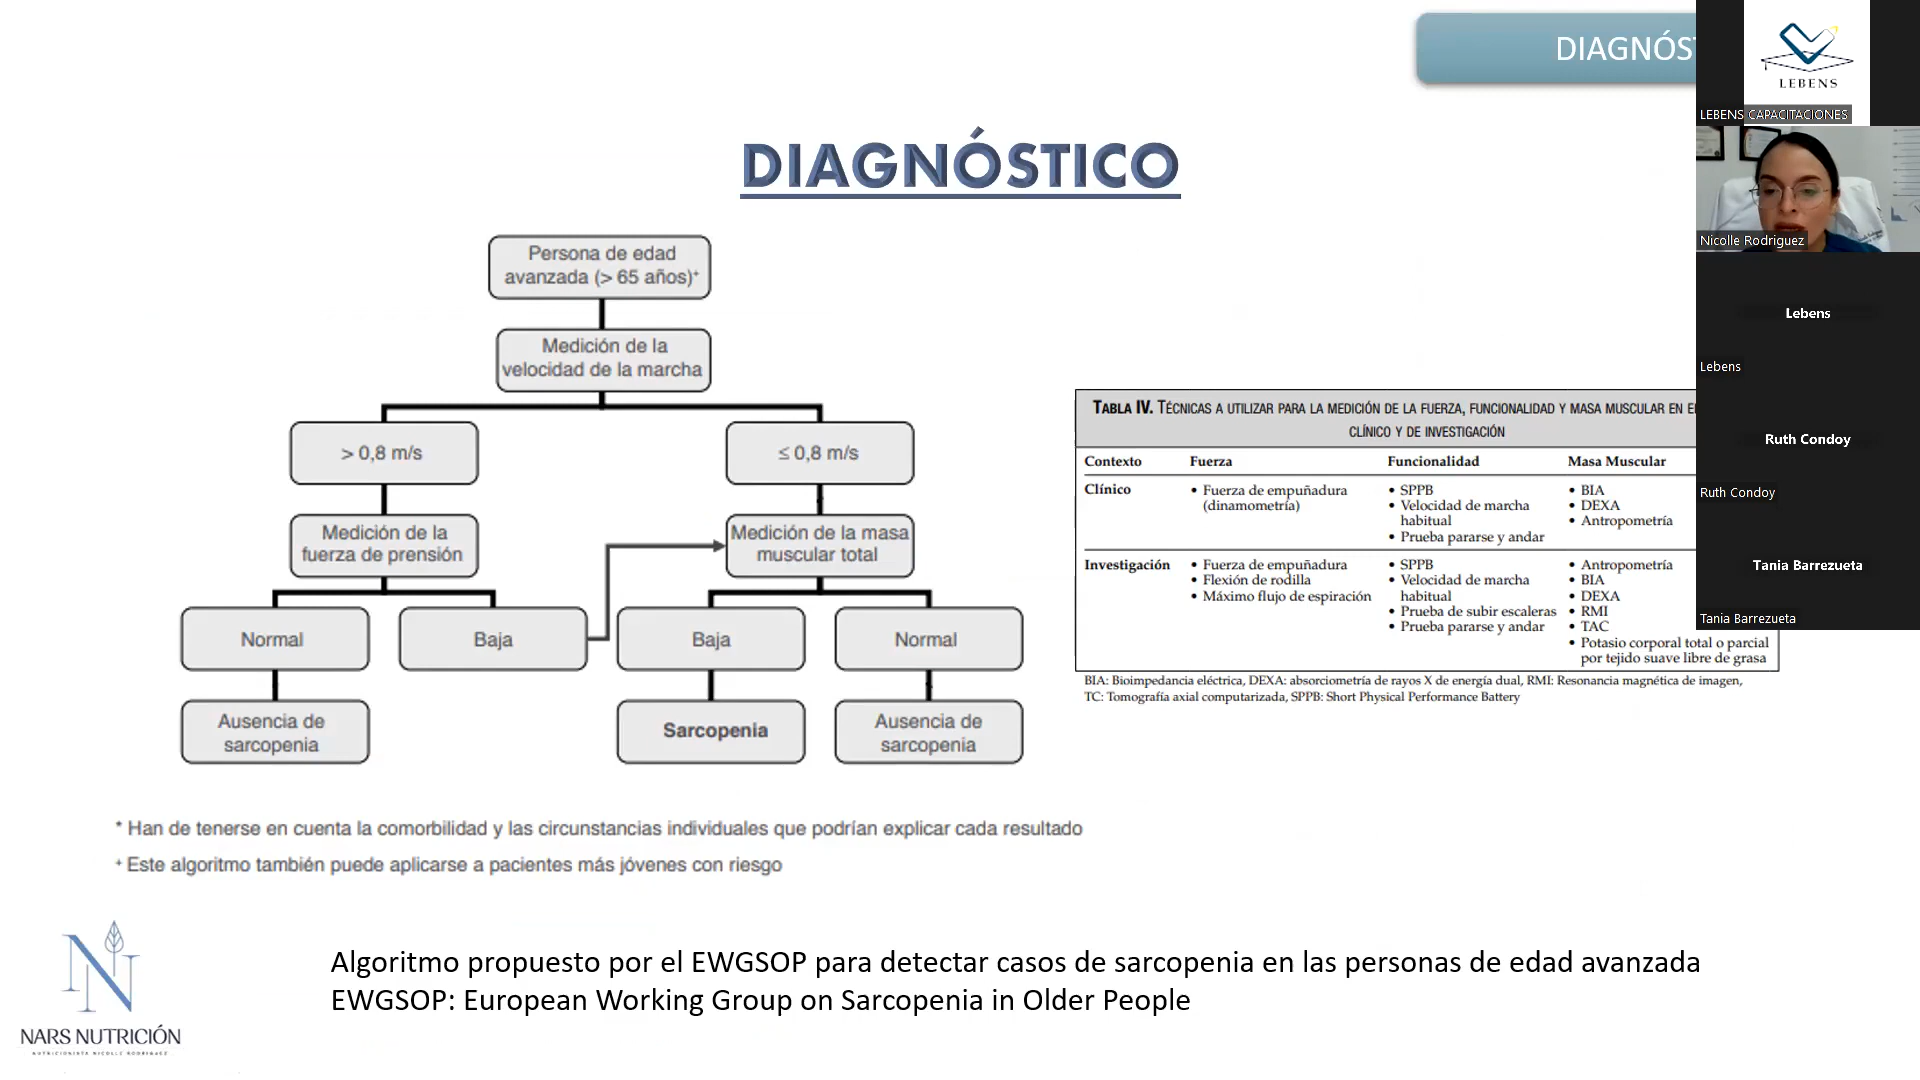 DIAGNÓS
LEBENS
LEBENS CAPACITACIONES
DIAGNÓSTICO
Nicolle Rodriguez
Lebens
Lebens
Ruth Condoy
Ruth Condoy
Tania Barrezueta
Tania Barrezueta
Persona de edad
avanzada (> 65 años)⁺
Medición de la
velocidad de la marcha
> 0,8 m/s
≤ 0,8 m/s
Medición de la
fuerza de prensión
Medición de la masa
muscular total
Normal
Baja
Baja
Normal
Ausencia de
sarcopenia
Sarcopenia
Ausencia de
sarcopenia
TABLA IV. TÉCNICAS A UTILIZAR PARA LA MEDICIÓN DE LA FUERZA, FUNCIONALIDAD Y MASA MUSCULAR EN
CLÍNICO Y DE INVESTIGACIÓN
Contexto Fuerza Funcionalidad Masa Muscular
Clínico • Fuerza de empuñadura • SPPB • BIA
(dinamometría) • Velocidad de marcha • DEXA
habitual • Antropometría
• Prueba pararse y andar
Investigación • Fuerza de empuñadura • SPPB • Antropometría
• Flexión de rodilla • Velocidad de marcha • BIA
• Máximo flujo de espiración habitual • DEXA
• Prueba de subir escaleras • RMI
• Prueba pararse y andar • TAC
• Potasio corporal total o parcial
por tejido suave libre de grasa
BIA: Bioimpedancia eléctrica, DEXA: absorciometría de rayos X de energía dual, RMI: Resonancia magnética de imagen,
TC: Tomografía axial computarizada, SPPB: Short Physical Performance Battery
* Han de tenerse en cuenta la comorbilidad y las circunstancias individuales que podrían explicar cada resultado
⁺ Este algoritmo también puede aplicarse a pacientes más jóvenes con riesgo
Algoritmo propuesto por el EWGSOP para detectar casos de sarcopenia en las personas de edad avanzada
EWGSOP: European Working Group on Sarcopenia in Older People
N
NARS NUTRICIÓN
NUTRICIONISTA NICOLLE RODRIGUEZ